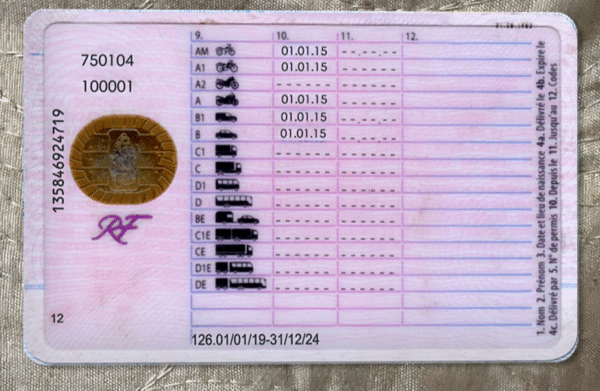 9. 10. 11. 12.
750104
100001
135846924719
RF
12
AM 01.01.15 --.--.--
A1 01.01.15 ------
A2 ------ ------
A 01.01.15 ------
B1 01.01.15 ------
B 01.01.15 ------
C1 ------ ------
C ------ ------
D1 ------ ------
D ------ ------
BE ------ ------
C1E ------ ------
CE ------ ------
D1E ------ ------
DE ------ ------
126.01/01/19-31/12/24
1. Nom 2. Prénom 3. Date et lieu de naissance 4a. Délivré le 4b. Expire le
4c. Délivré par 5. N° de permis 10. Depuis le 11. Jusqu'au 12. Codes